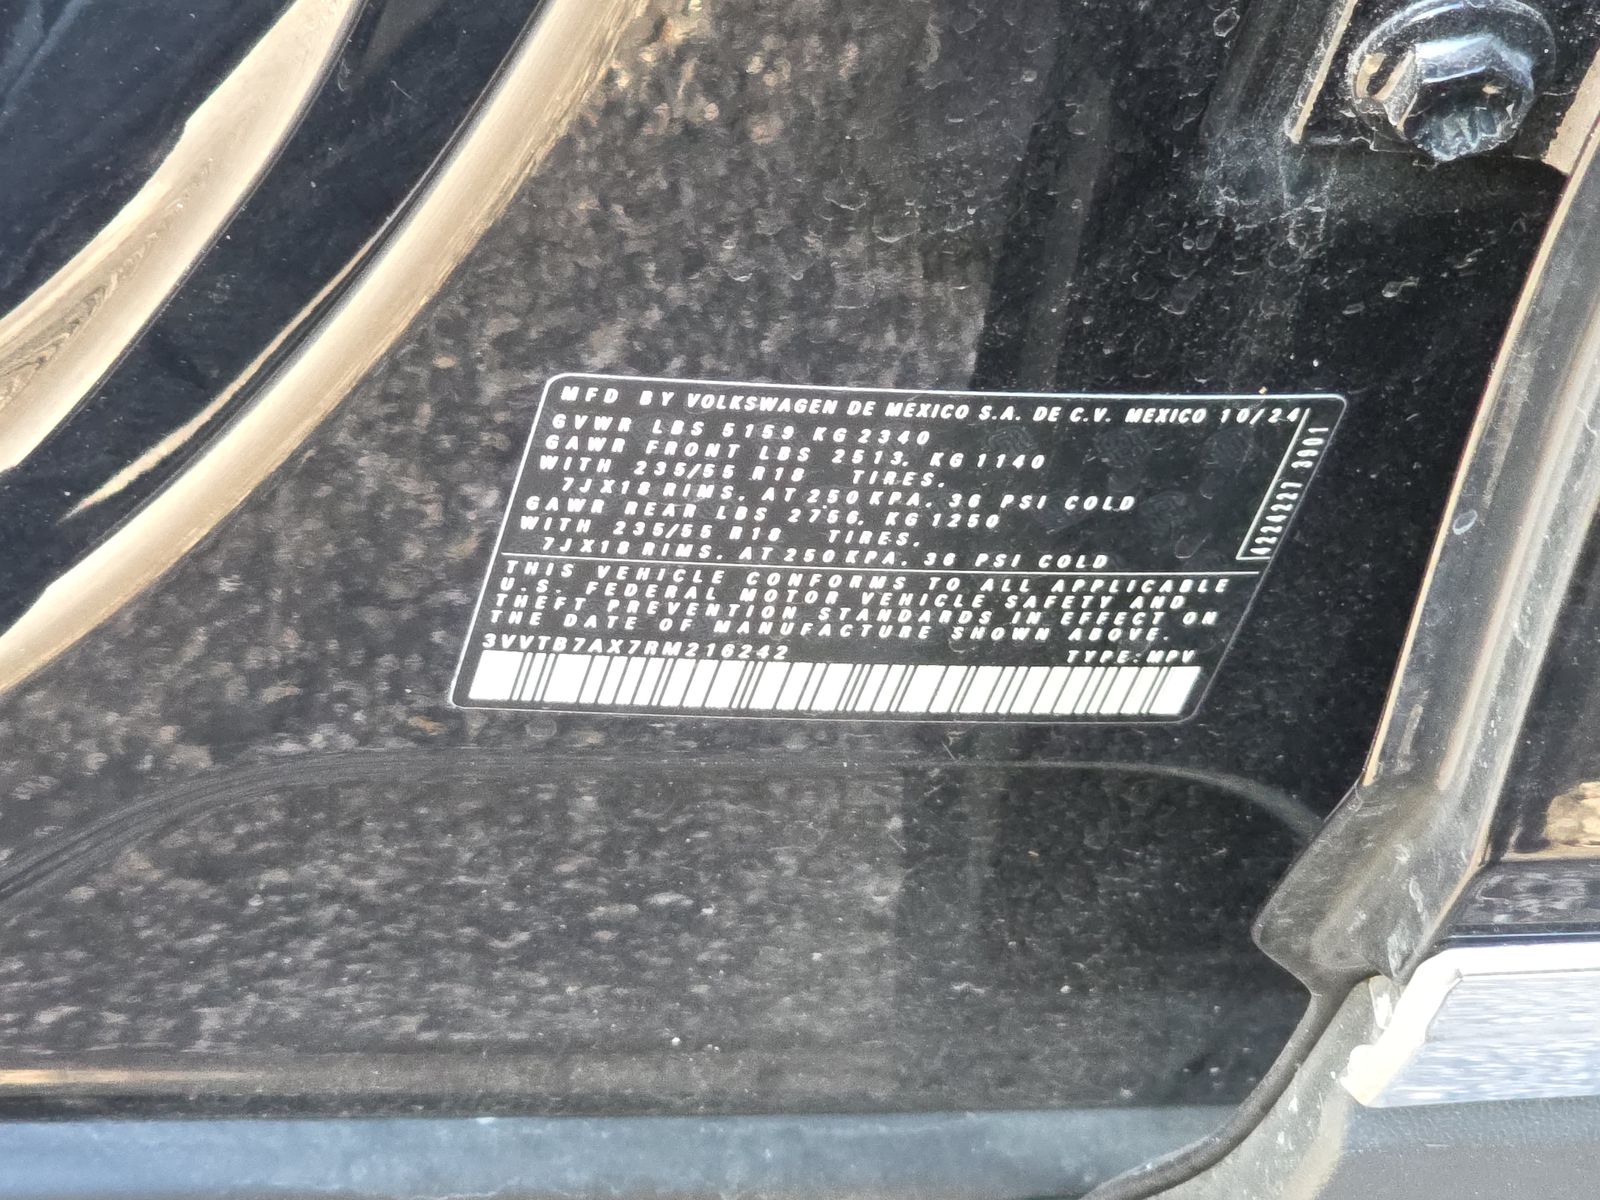 MFD BY VOLKSWAGEN DE MEXICO S.A. DE C.V. MEXICO 10/24
GVWR LBS 5159 KG 2340
GAWR FRONT LBS 2513, KG 1140
WITH 235/55 R18 TIRES,
7JX18 RIMS, AT 250 KPA, 36 PSI COLD
GAWR REAR LBS 2756, KG 1250
WITH 235/55 R18 TIRES,
7JX18 RIMS, AT 250 KPA, 36 PSI COLD
THIS VEHICLE CONFORMS TO ALL APPLICABLE
U.S. FEDERAL MOTOR VEHICLE SAFETY AND
THEFT PREVENTION STANDARDS IN EFFECT ON
THE DATE OF MANUFACTURE SHOWN ABOVE.
3VVTB7AX7RM216242 TYPE: MPV
4224227 3901